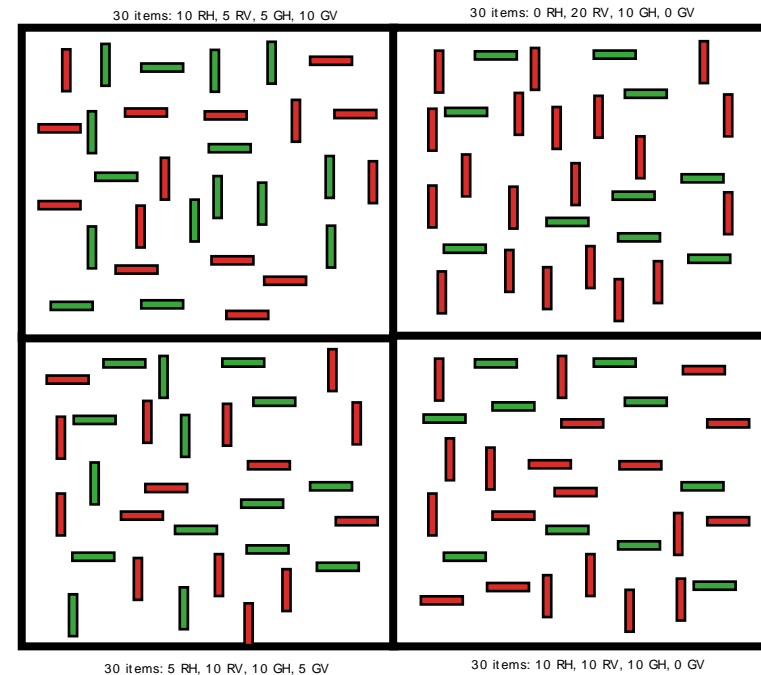 30 items: 10 RH, 5 RV, 5 GH, 10 GV
30 items: 0 RH, 20 RV, 10 GH, 0 GV
30 items: 5 RH, 10 RV, 10 GH, 5 GV
30 items: 10 RH, 10 RV, 10 GH, 0 GV